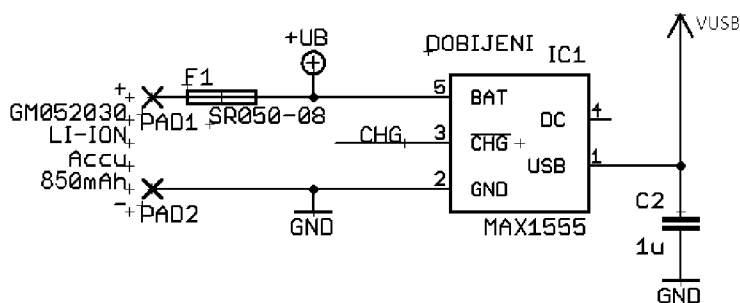 VUSB
+UB
DOBIJENI
IC1
F1
+
GM052030
LI-ION
Accu
850mAh
-
PAD1
SR050-08
PAD2
CHG
5
3
2
BAT
CHG
GND
DC
USB
4
1
MAX1555
GND
C2
1u
GND